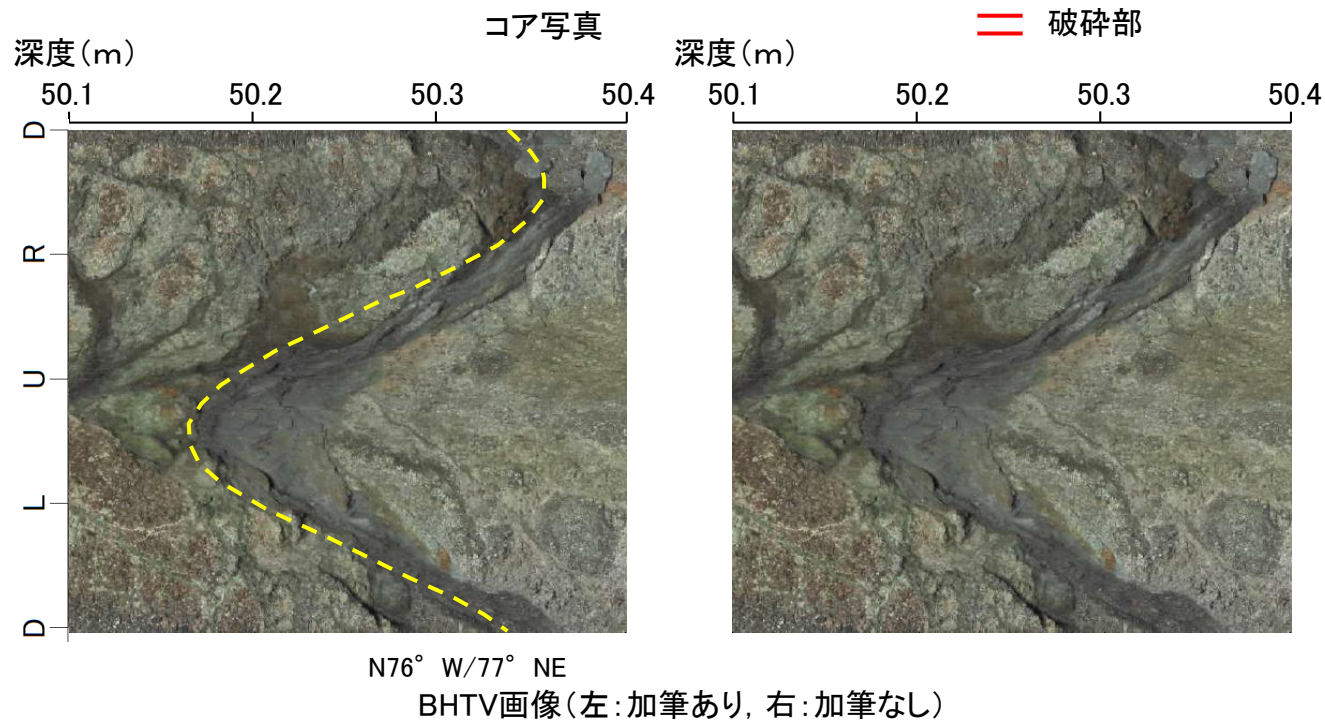 コア写真
破砕部
深度(m)
深度(m)
50.1 50.2 50.3 50.4
50.1 50.2 50.3 50.4
D
R
U
L
D
N76° W/77° NE
BHTV画像(左:加筆あり, 右:加筆なし)